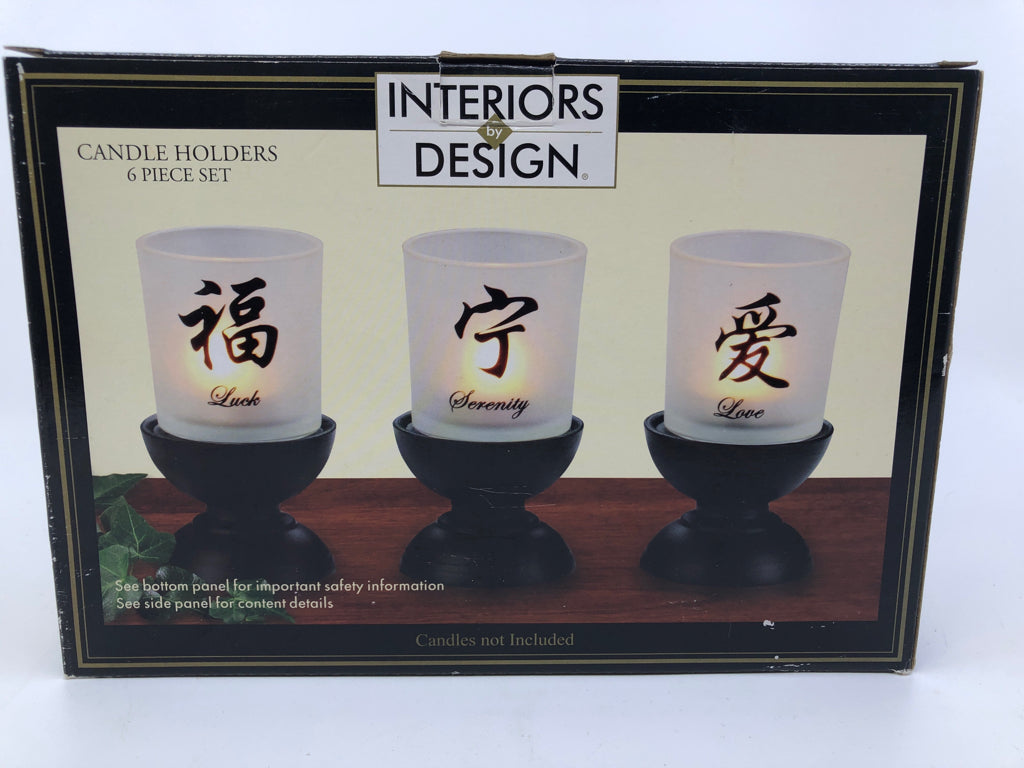 INTERIORS
by
DESIGN®
CANDLE HOLDERS
6 PIECE SET
福
Luck
宁
Serenity
爱
Love
See bottom panel for important safety information
See side panel for content details
Candles not Included